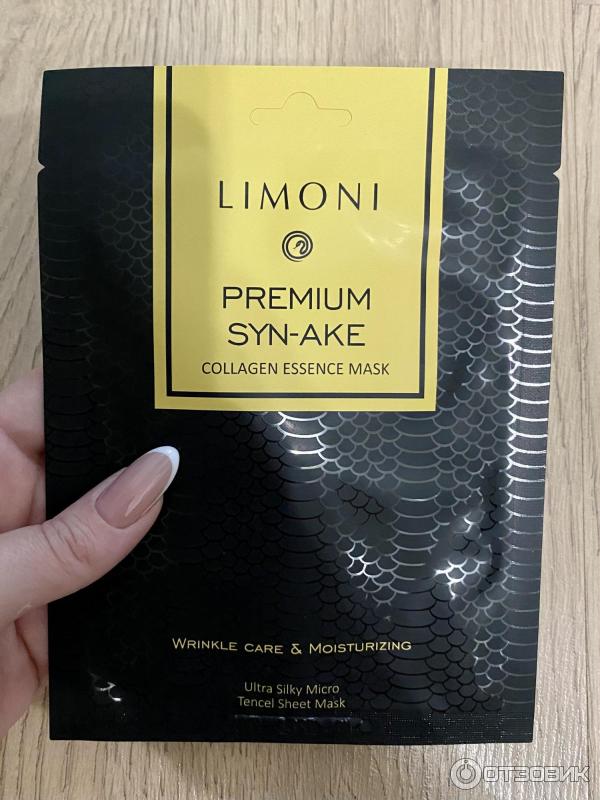 LIMONI
PREMIUM
SYN-AKE
COLLAGEN ESSENCE MASK
WRINKLE CARE & MOISTURIZING
Ultra Silky Micro
Tencel Sheet Mask
ОТЗОВИК